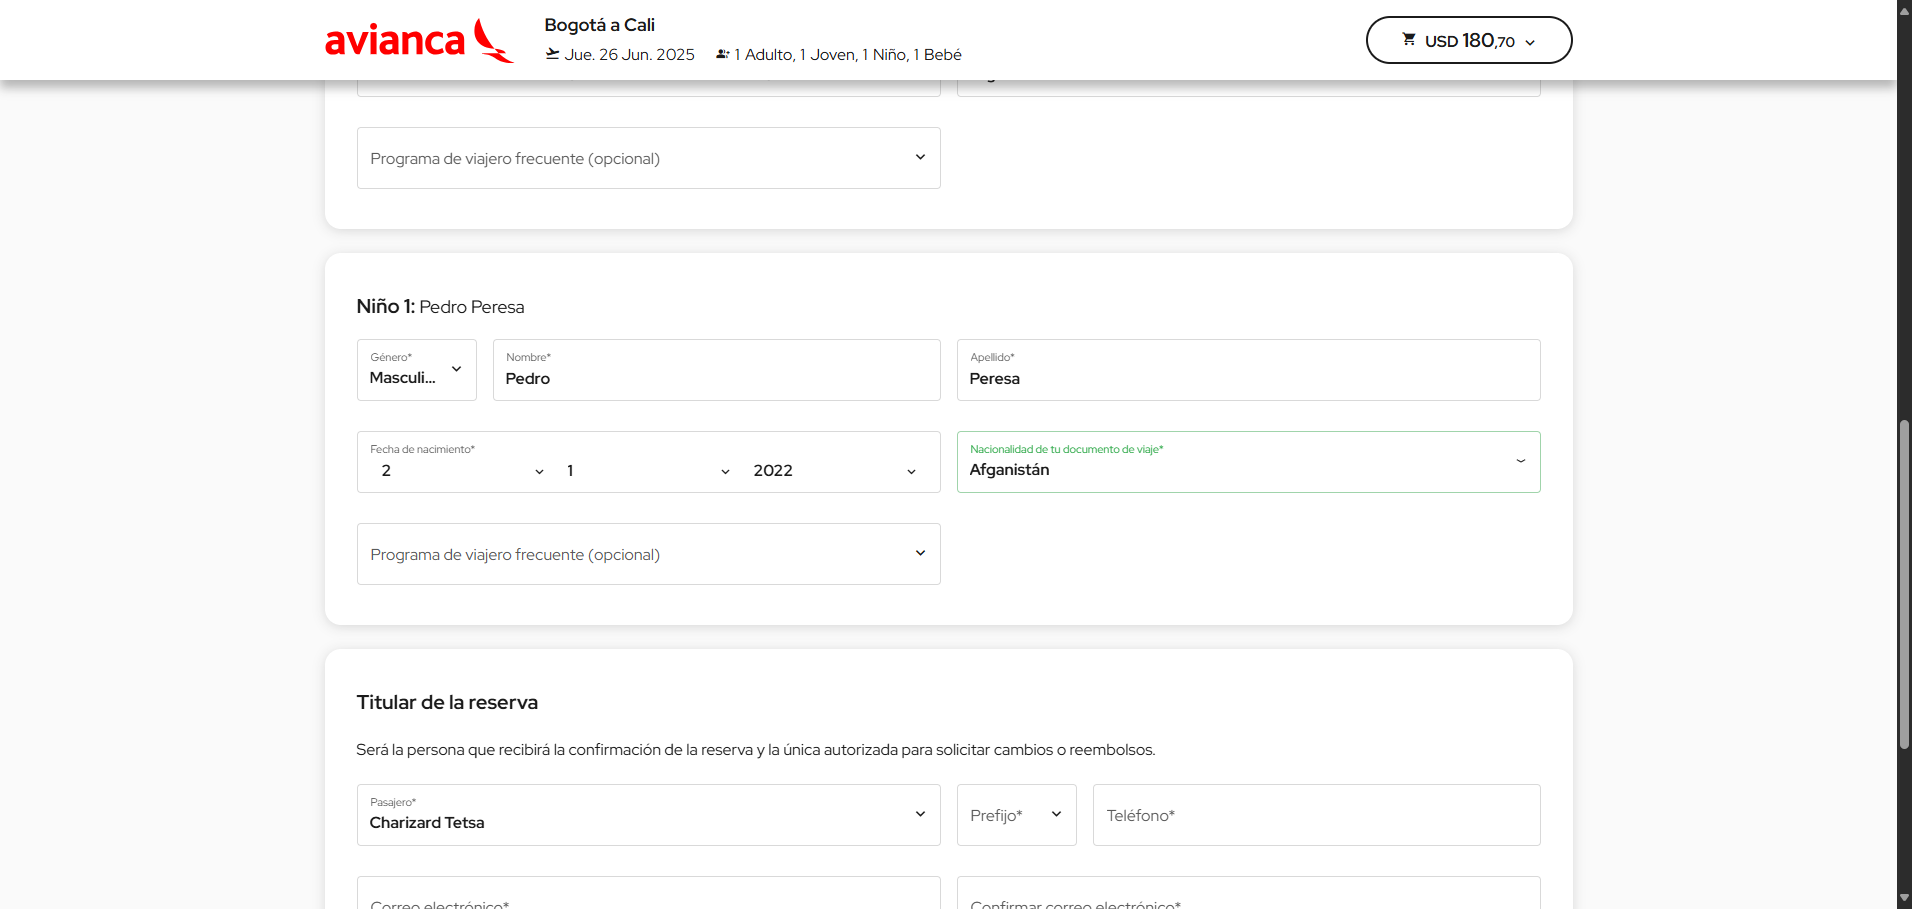 avianca
Bogotá a Cali
Jue. 26 Jun. 2025 1 Adulto, 1 Joven, 1 Niño, 1 Bebé
USD 180,70
Programa de viajero frecuente (opcional)
Niño 1: Pedro Peresa
Género*
Masculi...
Nombre*
Pedro
Apellido*
Peresa
Fecha de nacimiento*
2 1 2022
Nacionalidad de tu documento de viaje*
Afganistán
Programa de viajero frecuente (opcional)
Titular de la reserva
Será la persona que recibirá la confirmación de la reserva y la única autorizada para solicitar cambios o reembolsos.
Pasajero*
Charizard Tetsa
Prefijo*
Teléfono*
Correo electrónico*
Confirmar correo electrónico*